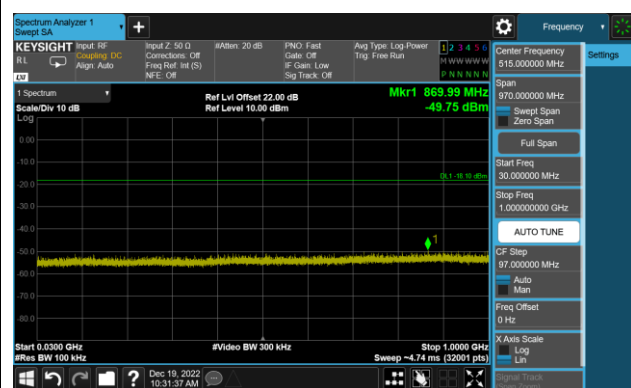 Spectrum Analyzer 1
Swept SA
+
Frequency
KEYSIGHT
RL
LXI
Input: RF
Coupling: DC
Align: Auto
Input Z: 50 Ω
Corrections: Off
Freq Ref: Int (S)
NFE: Off
#Atten: 20 dB
PNO: Fast
Gate: Off
IF Gain: Low
Sig Track: Off
Avg Type: Log-Power
Trig: Free Run
1 2 3 4 5 6
M W W W W W
P N N N N N
1 Spectrum
Scale/Div 10 dB
Log
Ref Lvl Offset 22.00 dB
Ref Level 10.00 dBm
Mkr1 869.99 MHz
-49.75 dBm
0.00
-10.0
-20.0
-30.0
-40.0
-50.0
-60.0
-70.0
-80.0
DL1 -18.10 dBm
1
Start 0.0300 GHz
#Res BW 100 kHz
#Video BW 300 kHz
Stop 1.0000 GHz
Sweep ~4.74 ms (32001 pts)
Dec 19, 2022
10:31:37 AM
?
Center Frequency
515.000000 MHz
Span
970.000000 MHz
Swept Span
Zero Span
Full Span
Start Freq
30.000000 MHz
Stop Freq
1.000000000 GHz
AUTO TUNE
CF Step
97.000000 MHz
Auto
Man
Freq Offset
0 Hz
X Axis Scale
Log
Lin
Signal Track
Settings